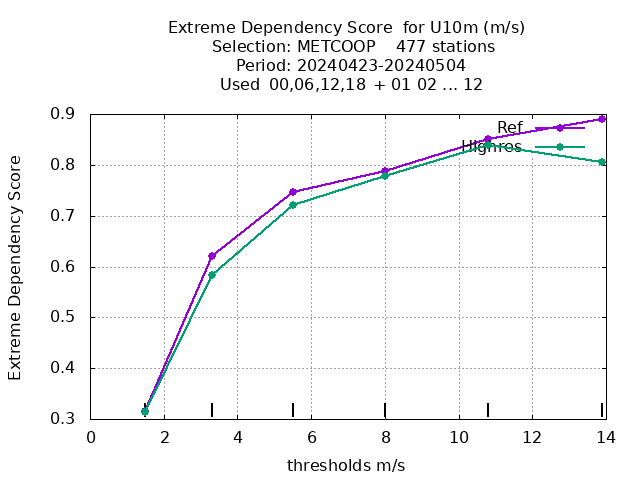 Extreme Dependency Score for U10m (m/s)
Selection: METCOOP 477 stations
Period: 20240423-20240504
Used 00,06,12,18 + 01 02 ... 12
0.9
0.8
0.7
0.6
0.5
0.4
0.3
Extreme Dependency Score
Ref
Highres
0 2 4 6 8 10 12 14
thresholds m/s